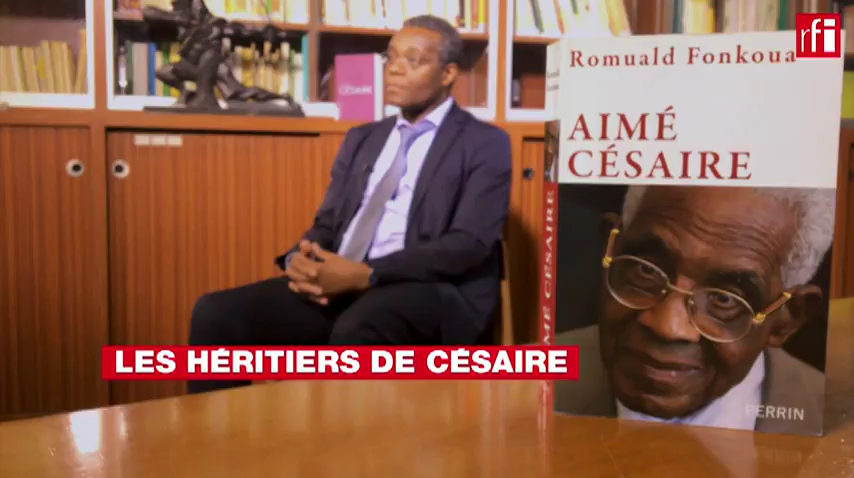 rfi
Romuald Fonkoua
AIMÉ
CÉSAIRE
AIMÉ CÉSAIRE
PERRIN
LES HÉRITIERS DE CÉSAIRE